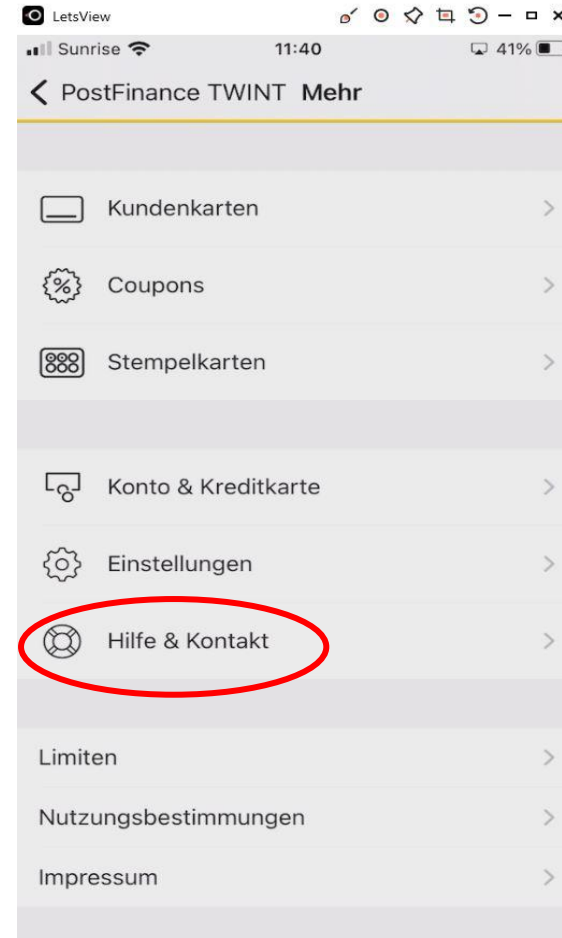 LetsView
Sunrise 11:40 41%
PostFinance TWINT Mehr
Kundenkarten
% Coupons
Stempelkarten
Konto & Kreditkarte
Einstellungen
Hilfe & Kontakt
Limiten
Nutzungsbestimmungen
Impressum